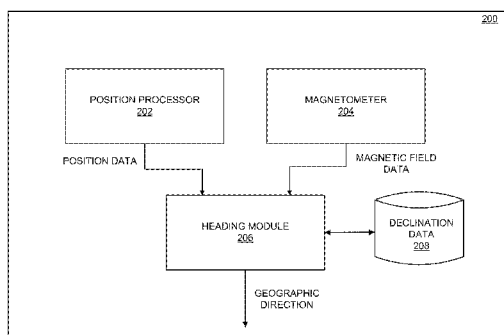 200
POSITION PROCESSOR
202
MAGNETOMETER
204
POSITION DATA
MAGNETIC FIELD
DATA
HEADING MODULE
206
DECLINATION
DATA
208
GEOGRAPHIC
DIRECTION